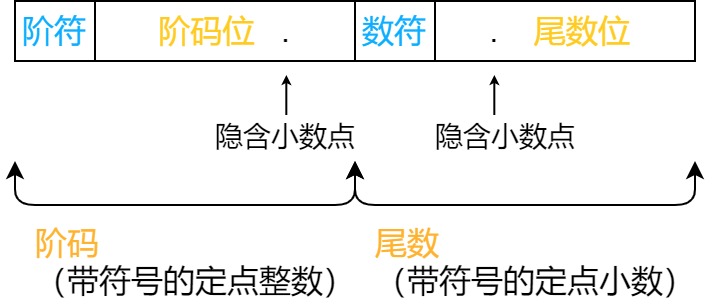 阶符 阶码位 . 数符 . 尾数位
隐含小数点 隐含小数点
阶码 尾数
（带符号的定点整数） （带符号的定点小数）